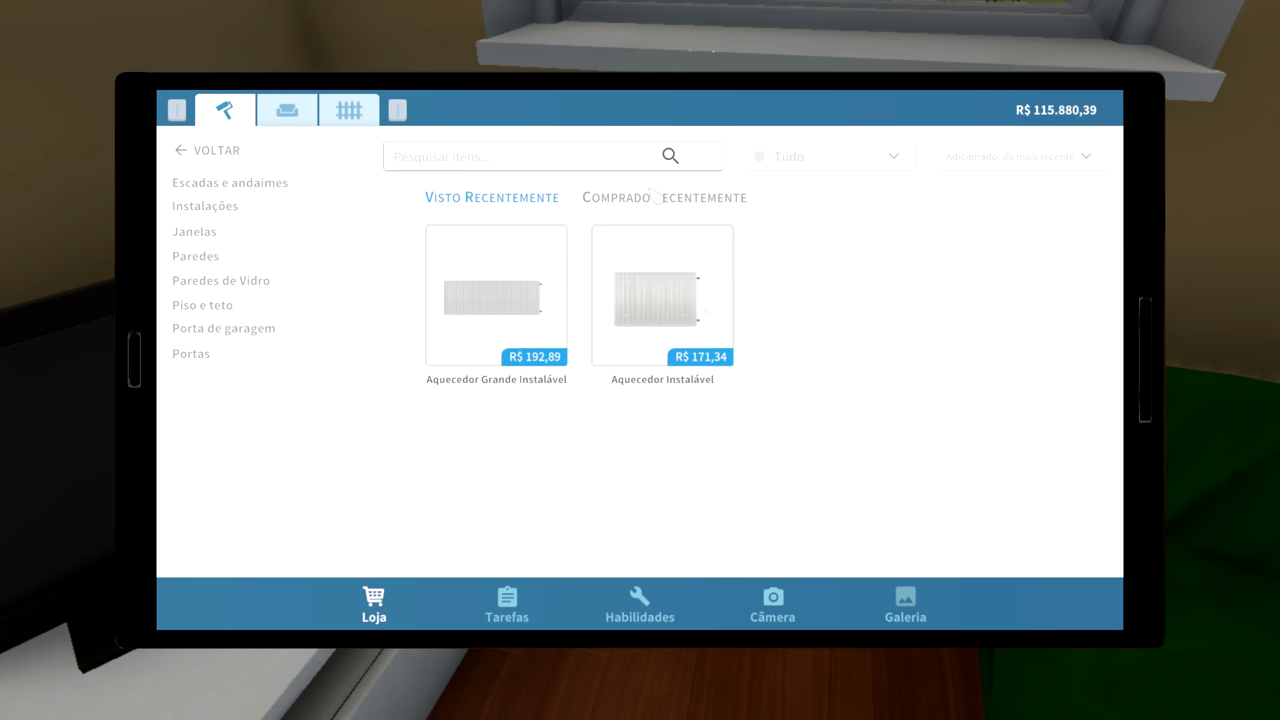 R$ 115.880,39
VOLTAR
Pesquisar itens...
Tudo
Adicionado: do mais recente
Escadas e andaimes
Instalações
Janelas
Paredes
Paredes de Vidro
Piso e teto
Porta de garagem
Portas
Visto Recentemente
Comprado Recentemente
R$ 192,89
R$ 171,34
Aquecedor Grande Instalável
Aquecedor Instalável
Loja
Tarefas
Habilidades
Câmera
Galeria